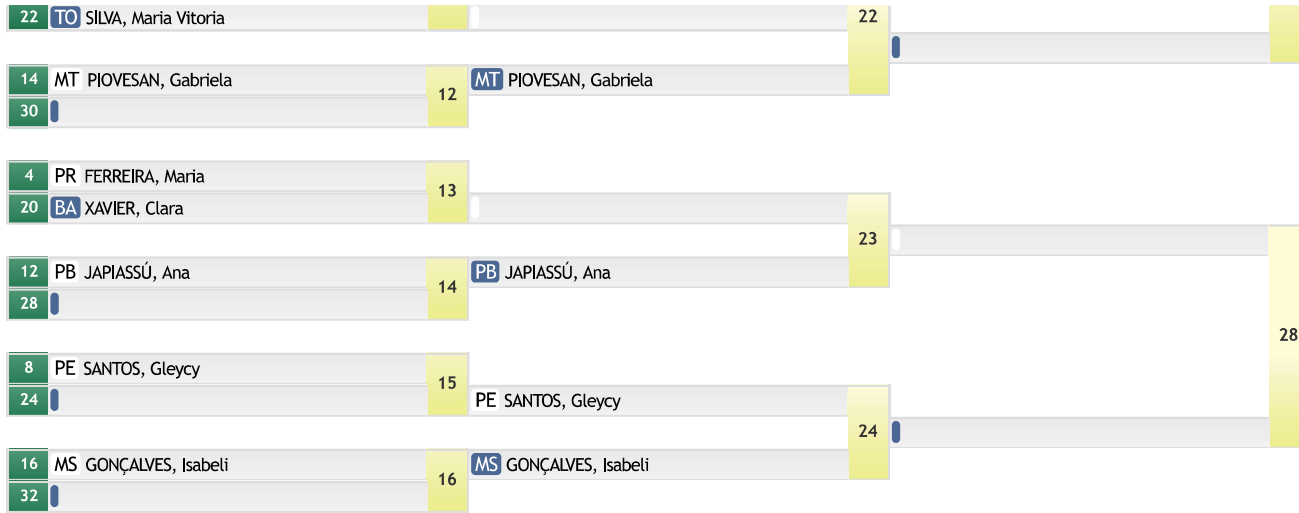 22 TO SILVA, Maria Vitoria
22
14 MT PIOVESAN, Gabriela
30
12
MT PIOVESAN, Gabriela
4 PR FERREIRA, Maria
20 BA XAVIER, Clara
13
23
12 PB JAPIASSÚ, Ana
28
14
PB JAPIASSÚ, Ana
28
8 PE SANTOS, Gleycy
24
15
PE SANTOS, Gleycy
24
16 MS GONÇALVES, Isabeli
32
16
MS GONÇALVES, Isabeli